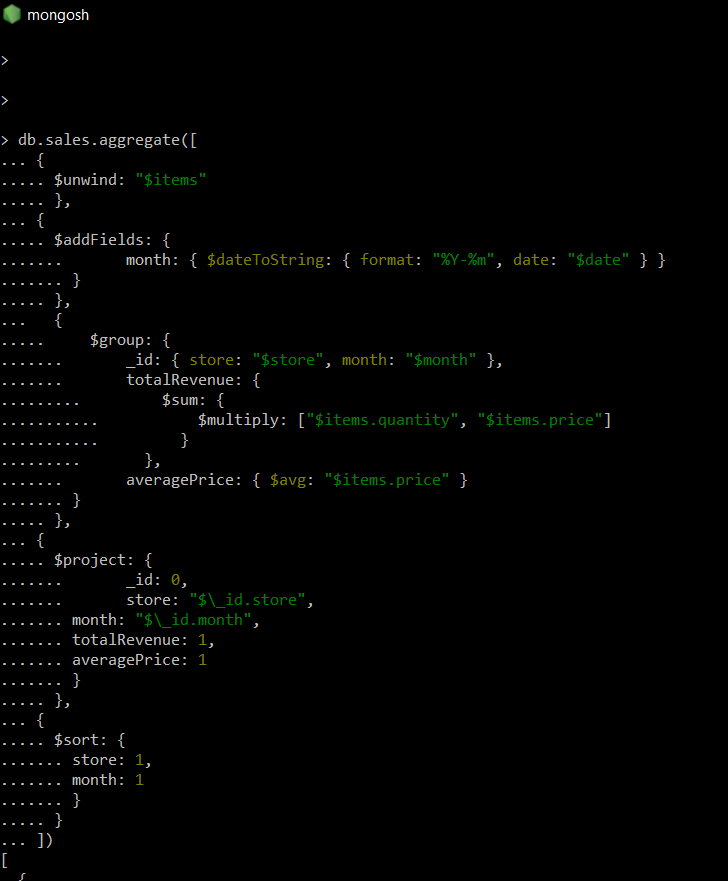 mongosh
>
>
> db.sales.aggregate([
... {
..... $unwind: "$items"
..... },
... {
..... $addFields: {
.......       month: { $dateToString: { format: "%Y-%m", date: "$date" } }
....... }
..... },
...   {
.....     $group: {
.......       _id: { store: "$store", month: "$month" },
.......       totalRevenue: {
.........         $sum: {
...........           $multiply: ["$items.quantity", "$items.price"]
...........         }
.........       },
.......       averagePrice: { $avg: "$items.price" }
....... }
..... },
... {
..... $project: {
.......       _id: 0,
.......       store: "$\_id.store",
....... month: "$\_id.month",
....... totalRevenue: 1,
....... averagePrice: 1
....... }
..... },
... {
..... $sort: {
....... store: 1,
....... month: 1
....... }
..... }
... ])
[
  {